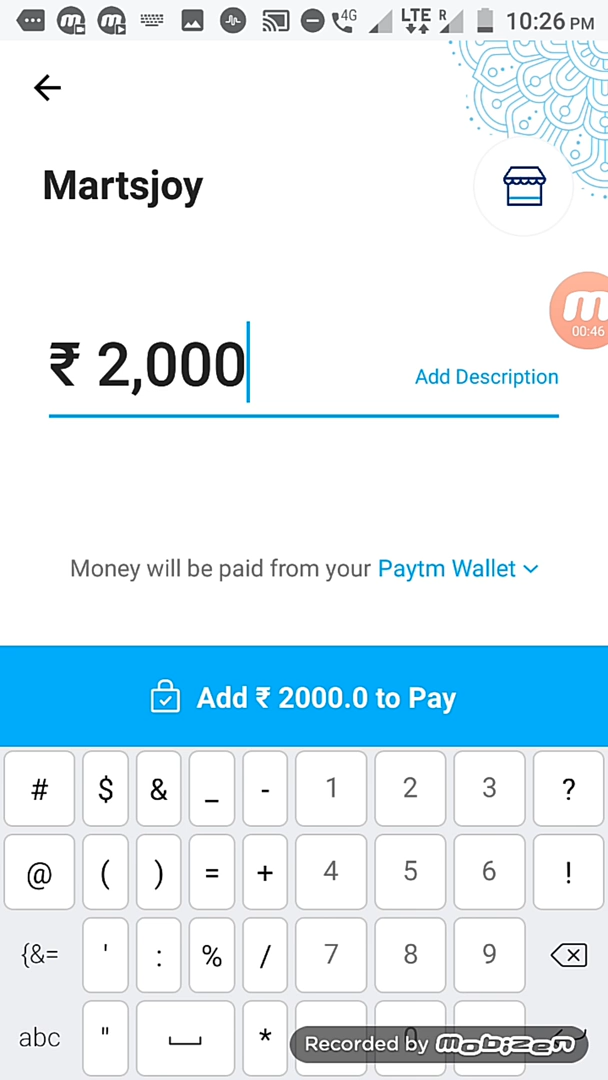 4G LTE R 10:26 PM
Martsjoy
00:46
₹ 2,000
Add Description
Money will be paid from your Paytm Wallet
Add ₹ 2000.0 to Pay
# $ & _ - 1 2 3 ?
@ ( ) = + 4 5 6 !
{&= ' : % / 7 8 9
abc " *
Recorded by mobizen